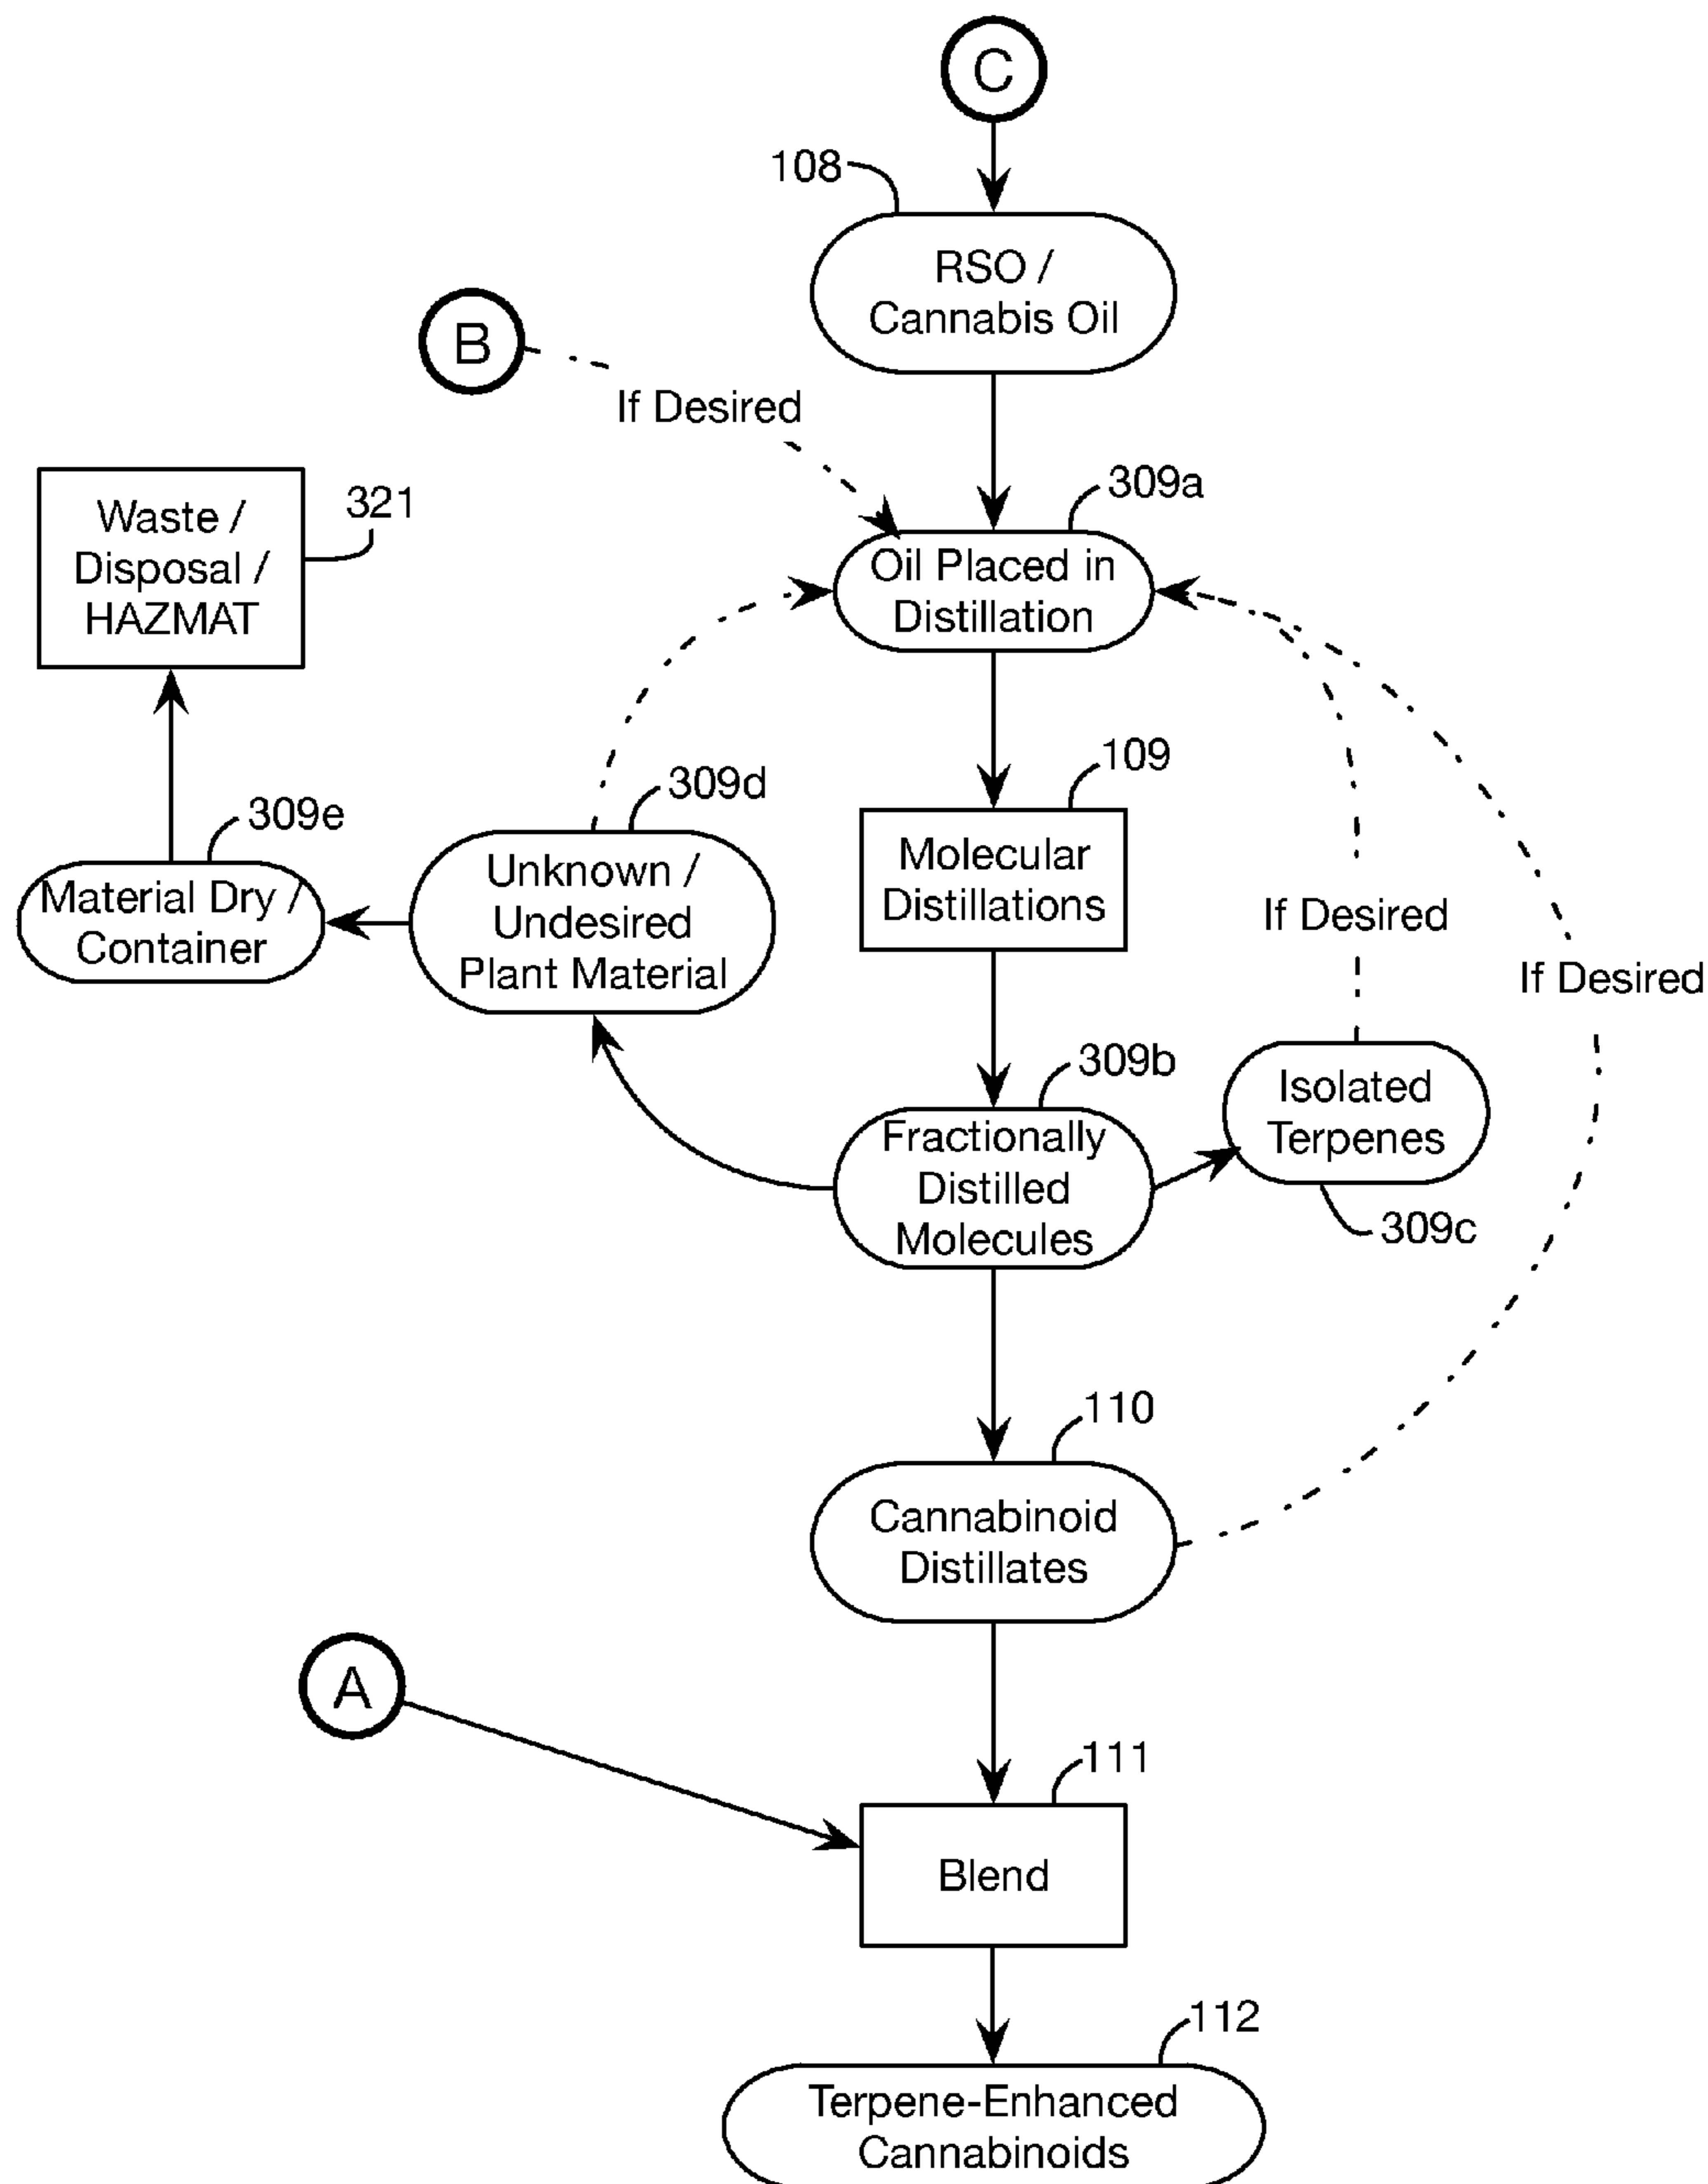 C
108
RSO /
Cannabis Oil
B
If Desired
309a
Oil Placed in
Distillation
Waste /
Disposal /
HAZMAT
321
109
Molecular
Distillations
309d
Unknown /
Undesired
Plant Material
309e
Material Dry /
Container
If Desired
If Desired
309b
Fractionally
Distilled
Molecules
Isolated
Terpenes
309c
110
Cannabinoid
Distillates
A
111
Blend
112
Terpene-Enhanced
Cannabinoids